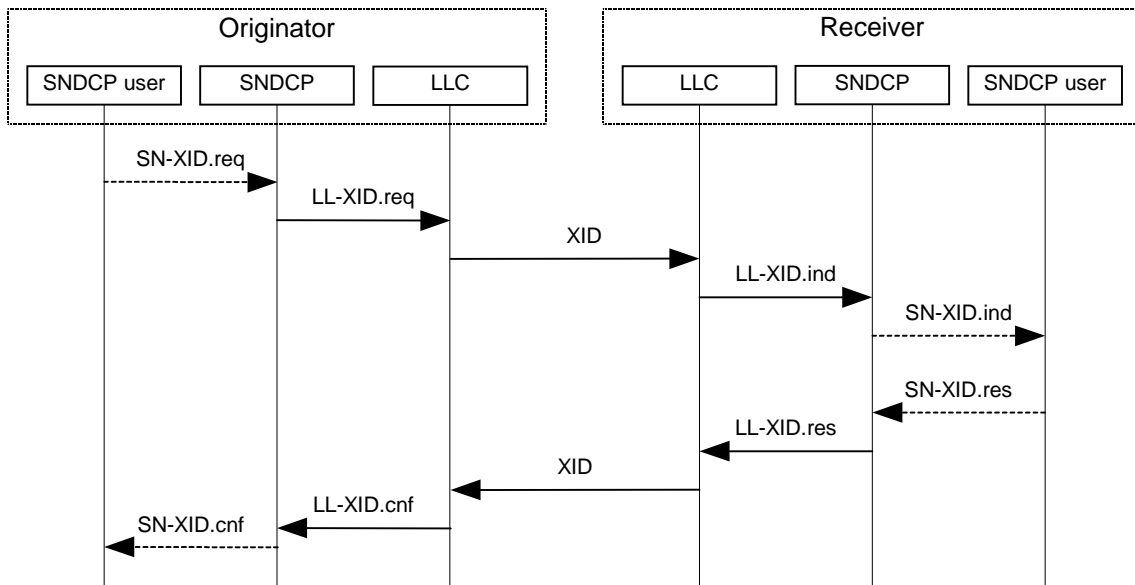 Originator
Receiver
SNDCP user
SNDCP
LLC
LLC
SNDCP
SNDCP user
SN-XID.req
LL-XID.req
XID
LL-XID.ind
SN-XID.ind
SN-XID.res
LL-XID.res
XID
LL-XID.cnf
SN-XID.cnf